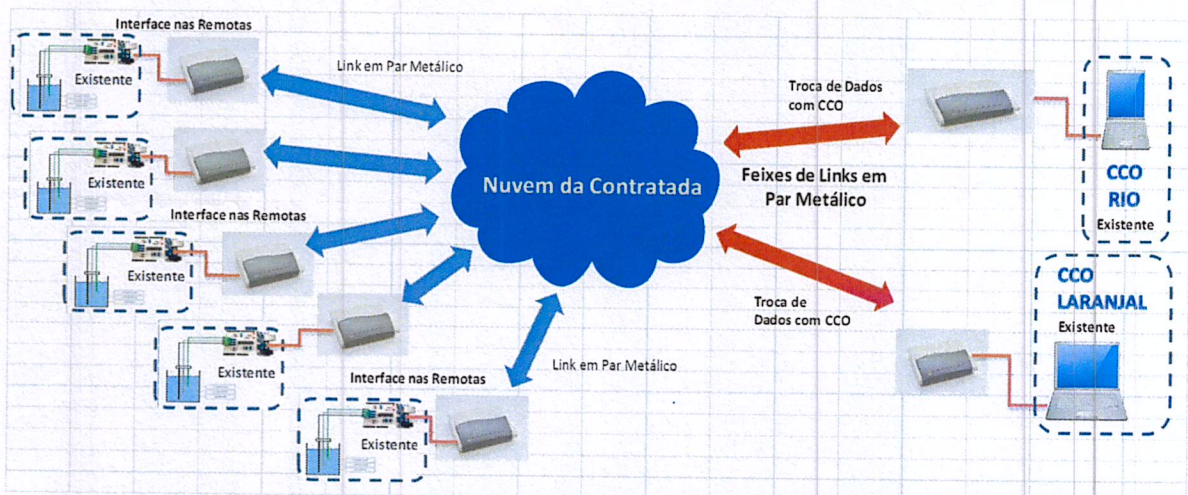 Interface nas Remotas
Existente
Link em Par Metálico
Existente
Interface nas Remotas
Existente
Existente
Interface nas Remotas
Existente
Link em Par Metálico
Nuvem da Contratada
Troca de Dados
com CCO
Feixes de Links em
Par Metálico
Troca de
Dados com CCO
CCO
RIO
Existente
CCO
LARANJAL
Existente